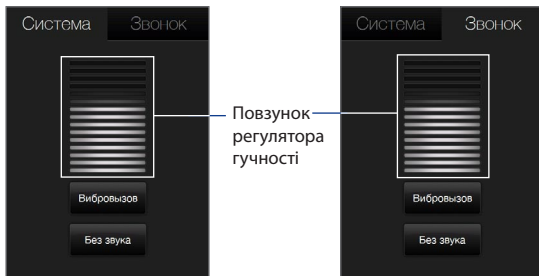 Система Звонок
Вибровызов
Без звука
Повзунок
регулятора
гучності
Система Звонок
Вибровызов
Без звука